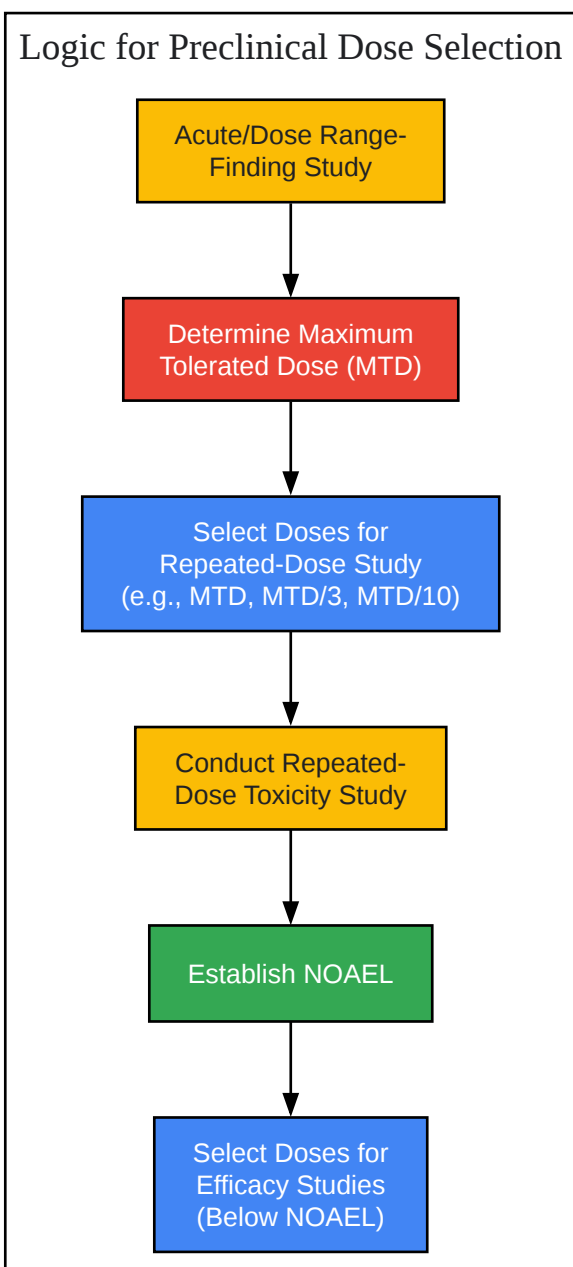 Logic for Preclinical Dose Selection
Acute/Dose Range-
Finding Study
Determine Maximum
Tolerated Dose (MTD)
Select Doses for
Repeated-Dose Study
(e.g., MTD, MTD/3, MTD/10)
Conduct Repeated-
Dose Toxicity Study
Establish NOAEL
Select Doses for
Efficacy Studies
(Below NOAEL)